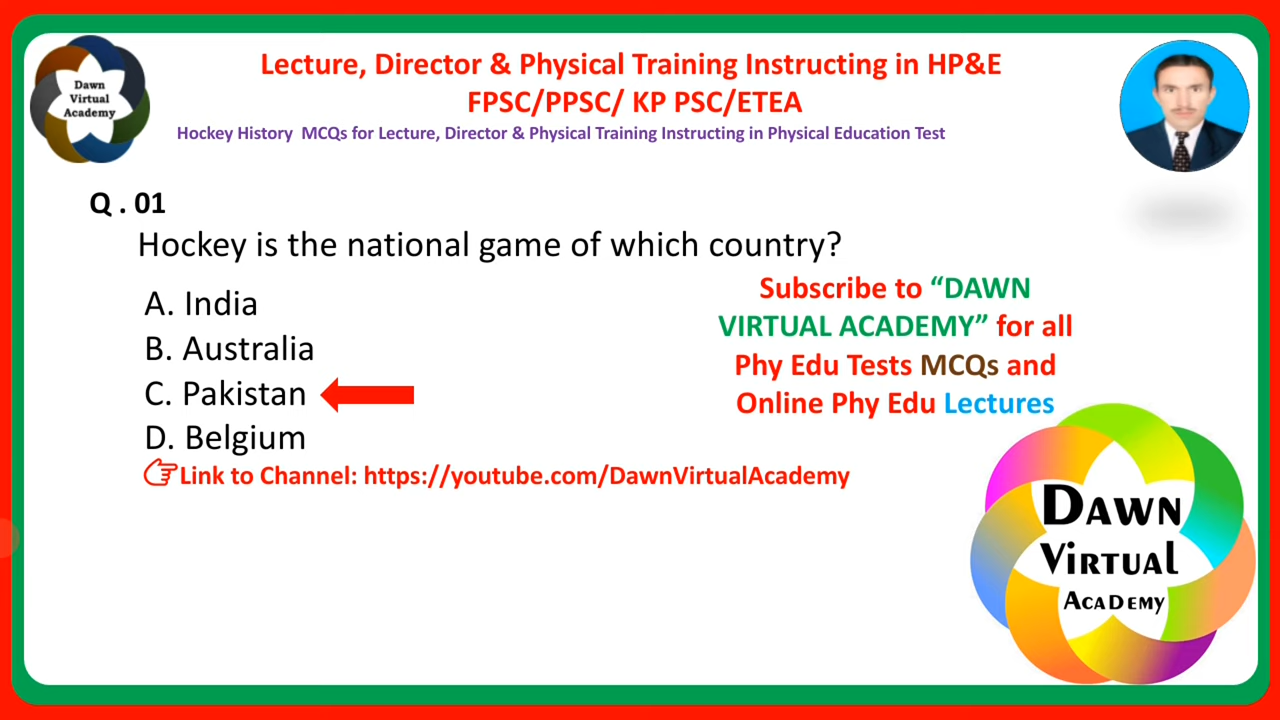 Dawn
Virtual
Academy
Lecture, Director & Physical Training Instructing in HP&E
FPSC/PPSC/ KP PSC/ETEA
Hockey History MCQs for Lecture, Director & Physical Training Instructing in Physical Education Test
Q . 01
Hockey is the national game of which country?
A. India
B. Australia
C. Pakistan
D. Belgium
Subscribe to “DAWN
VIRTUAL ACADEMY” for all
Phy Edu Tests MCQs and
Online Phy Edu Lectures
Link to Channel: https://youtube.com/DawnVirtualAcademy
DAWN
VIRTUAL
ACADEMY